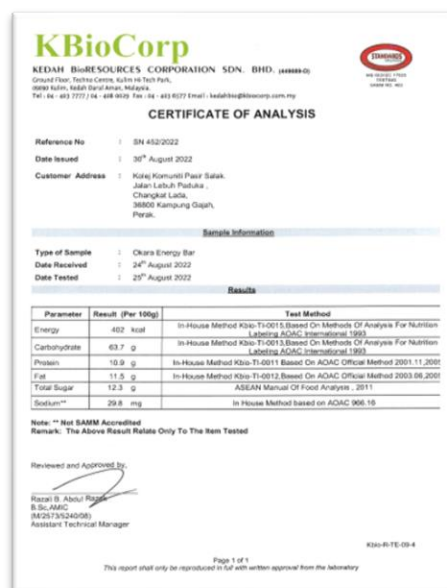 KBioCorp
KEDAH BioRESOURCES CORPORATION SDN. BHD.
Ground Floor, Techno Centre, Kulim Hi-Tech Park,
09090 Kulim, Kedah Darul Aman, Malaysia.
STANDARDS
CERTIFICATE OF ANALYSIS
Reference No : SN 452/2022
Date Issued : 30th August 2022
Customer Address : Kolej Komuniti Pasir Salak.
Jalan Lebuh Paduka ,
Changkat Lada,
36800 Kampung Gajah,
Perak.
Sample Information
Type of Sample : Okara Energy Bar
Date Received : 24th August 2022
Date Tested : 25th August 2022
Results
Parameter Result (Per 100g) Test Method
Energy 402 kcal In-House Method Kbio-TI-0015,Based On Methods Of Analysis For Nutrition Labeling AOAC International 1993
Carbohydrate 63.7 g In-House Method Kbio-TI-0013,Based On Methods Of Analysis For Nutrition Labeling AOAC International 1993
Protein 10.9 g In-House Method Kbio-TI-0011 Based On AOAC Official Method 2001.11,2005
Fat 11.5 g In-House Method Kbio-TI-0012,Based On AOAC Official Method 2003.06,2005
Total Sugar 12.3 g ASEAN Manual Of Food Analysis , 2011
Sodium** 29.8 mg In House Method based on AOAC 966.16
Note: ** Not SAMM Accredited
Remark: The Above Result Relate Only To The Item Tested
Reviewed and Approved by,
Razali B. Abdul Razak
B.Sc,AMIC
(M/2573/5240/08)
Assistant Technical Manager
Kbio-R-TE-09-4
Page 1 of 1
This report shall only be reproduced in full with written approval from the laboratory